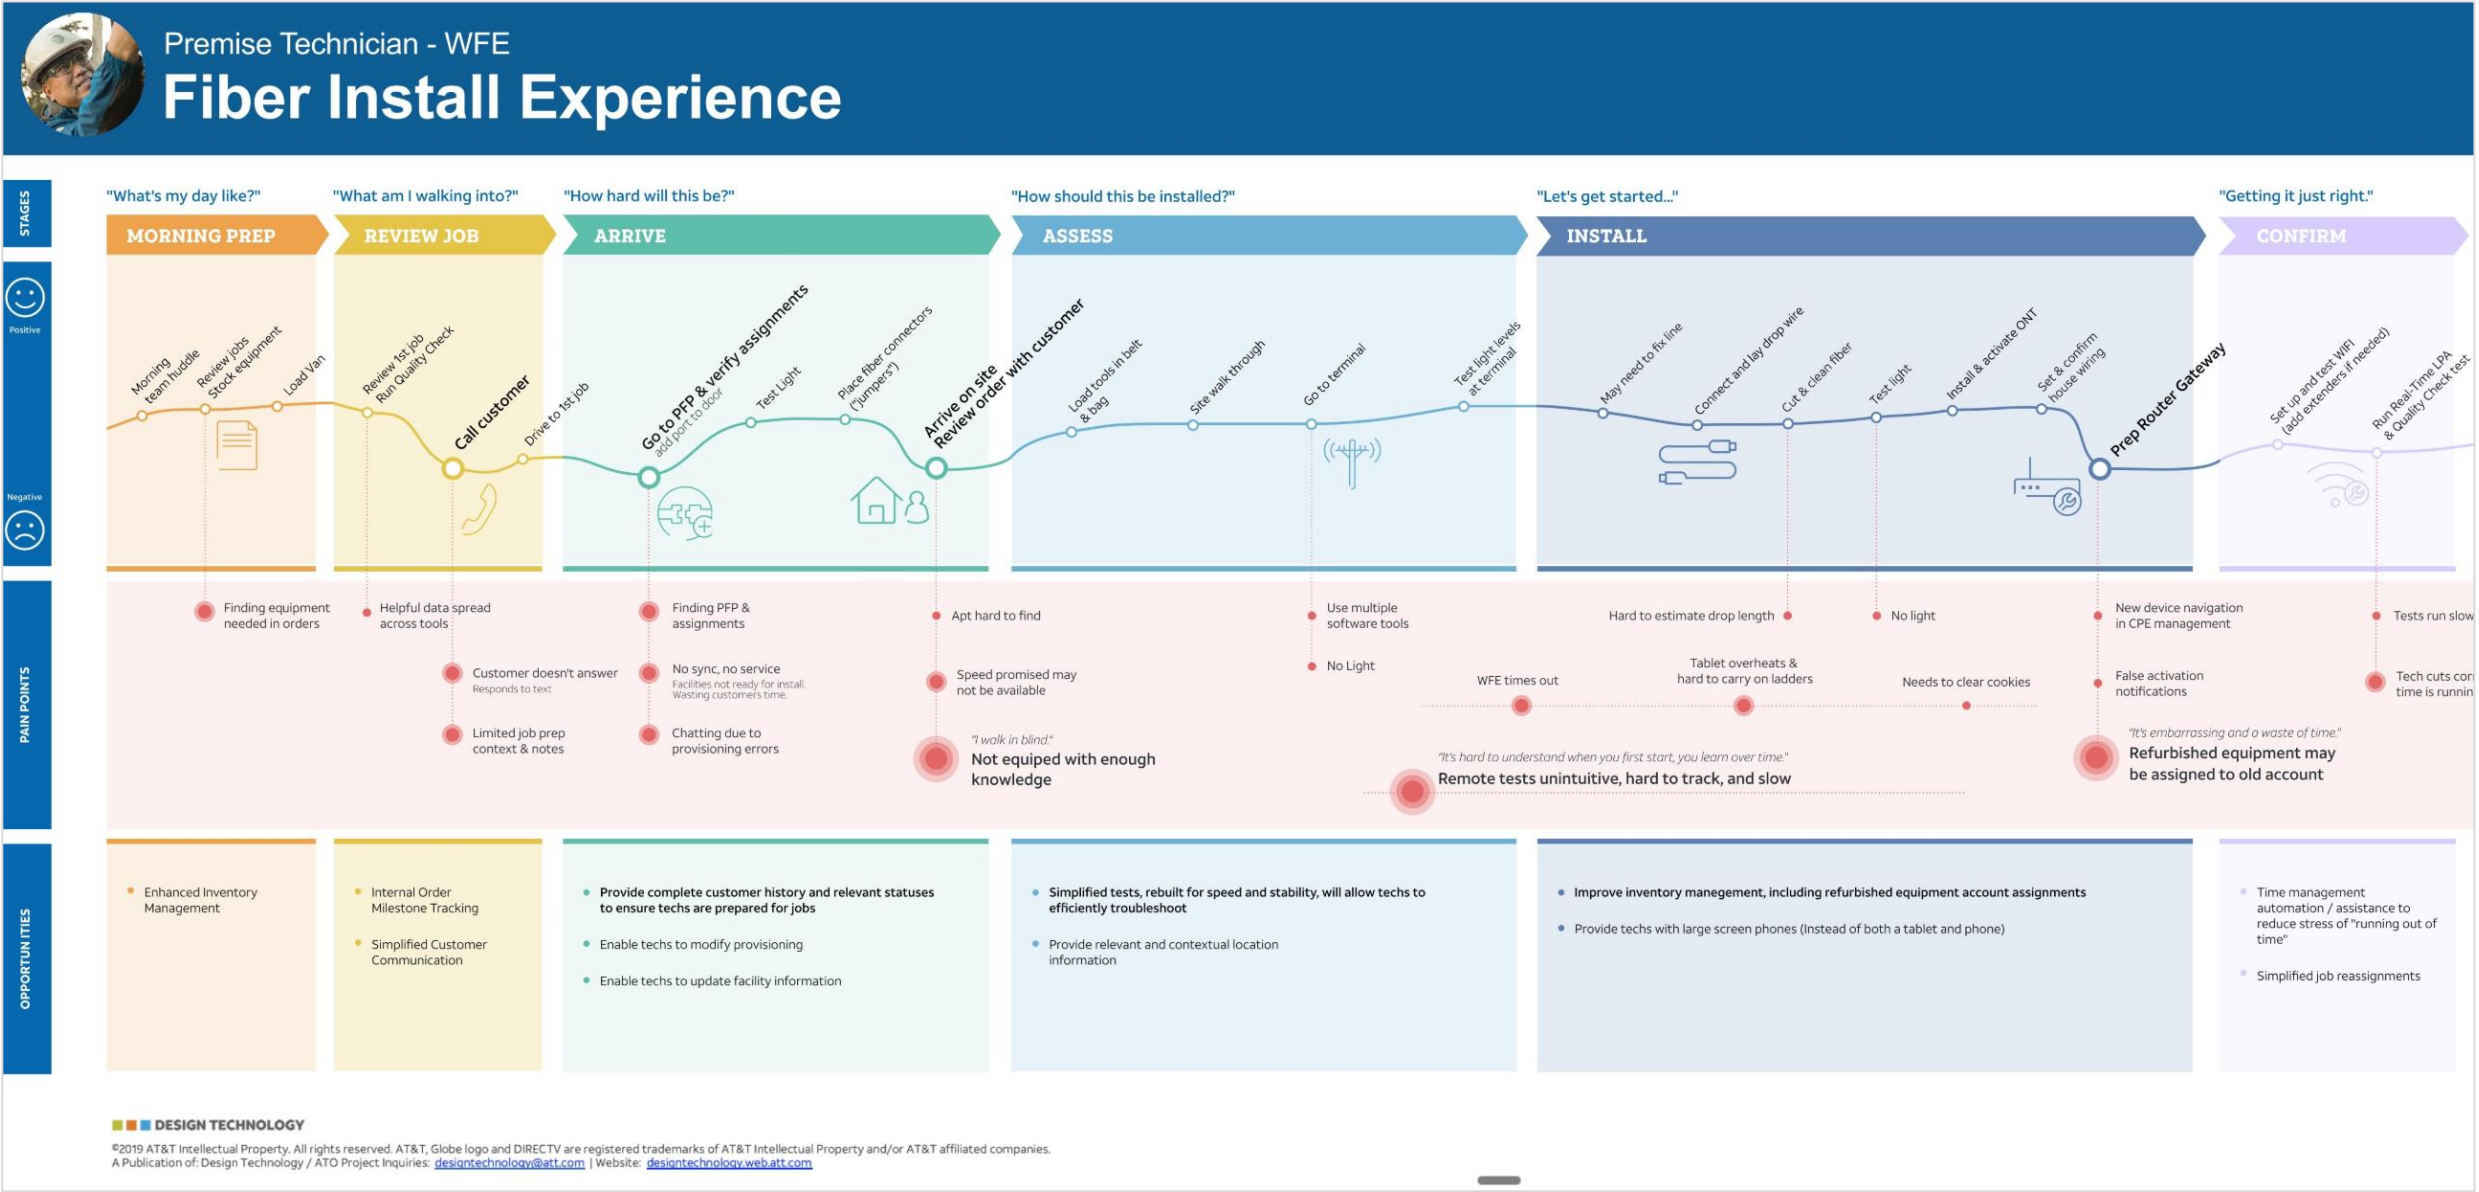 Premise Technician - WFE
Fiber Install Experience
STAGES
"What's my day like?"
"What am I walking into?"
"How hard will this be?"
"How should this be installed?"
"Let's get started..."
"Getting it just right."
MORNING PREP
REVIEW JOB
ARRIVE
ASSESS
INSTALL
CONFIRM
Positive
Negative
Morning
team huddle
Review jobs
Stock equipment
Load Van
Review 1st job
Run Quality Check
Call customer
Drive to 1st job
Go to PFP & verify assignments
add port to door
Test Light
Place fiber connectors
("jumpers")
Arrive on site
Review order with customer
Load tools in belt
& bag
Site walk through
Go to terminal
Test light levels
at terminal
May need to fix line
Connect and lay drop wire
Cut & clean fiber
Test light
Install & activate ONT
Set & confirm
house wiring
Prep Router Gateway
Set up and test WIFI
(add extenders if needed)
Run Real-Time LPA
& Quality Check test
PAIN POINTS
Finding equipment
needed in orders
Helpful data spread
across tools
Customer doesn't answer
Responds to text
Limited job prep
context & notes
Finding PFP &
assignments
No sync, no service
Facilities not ready for install.
Wasting customers time.
Chatting due to
provisioning errors
Apt hard to find
Speed promised may
not be available
"I walk in blind."
Not equiped with enough
knowledge
Use multiple
software tools
No Light
WFE times out
"It's hard to understand when you first start, you learn over time."
Remote tests unintuitive, hard to track, and slow
Hard to estimate drop length
No light
Tablet overheats &
hard to carry on ladders
Needs to clear cookies
New device navigation
in CPE management
False activation
notifications
"It's embarrassing and a waste of time."
Refurbished equipment may
be assigned to old account
Tests run slow
Tech cuts cor
time is runnin
OPPORTUNITIES
Enhanced Inventory
Management
Internal Order
Milestone Tracking
Simplified Customer
Communication
Provide complete customer history and relevant statuses
to ensure techs are prepared for jobs
Enable techs to modify provisioning
Enable techs to update facility information
Simplified tests, rebuilt for speed and stability, will allow techs to
efficiently troubleshoot
Provide relevant and contextual location
information
Improve inventory manegement, including refurbished equipment account assignments
Provide techs with large screen phones (Instead of both a tablet and phone)
Time management
automation / assistance to
reduce stress of "running out of
time"
Simplified job reassignments
DESIGN TECHNOLOGY
©2019 AT&T Intellectual Property. All rights reserved. AT&T, Globe logo and DIRECTV are registered trademarks of AT&T Intellectual Property and/or AT&T affiliated companies.
A Publication of: Design Technology / ATO Project Inquiries: designtechnology@att.com | Website: designtechnology.web.att.com